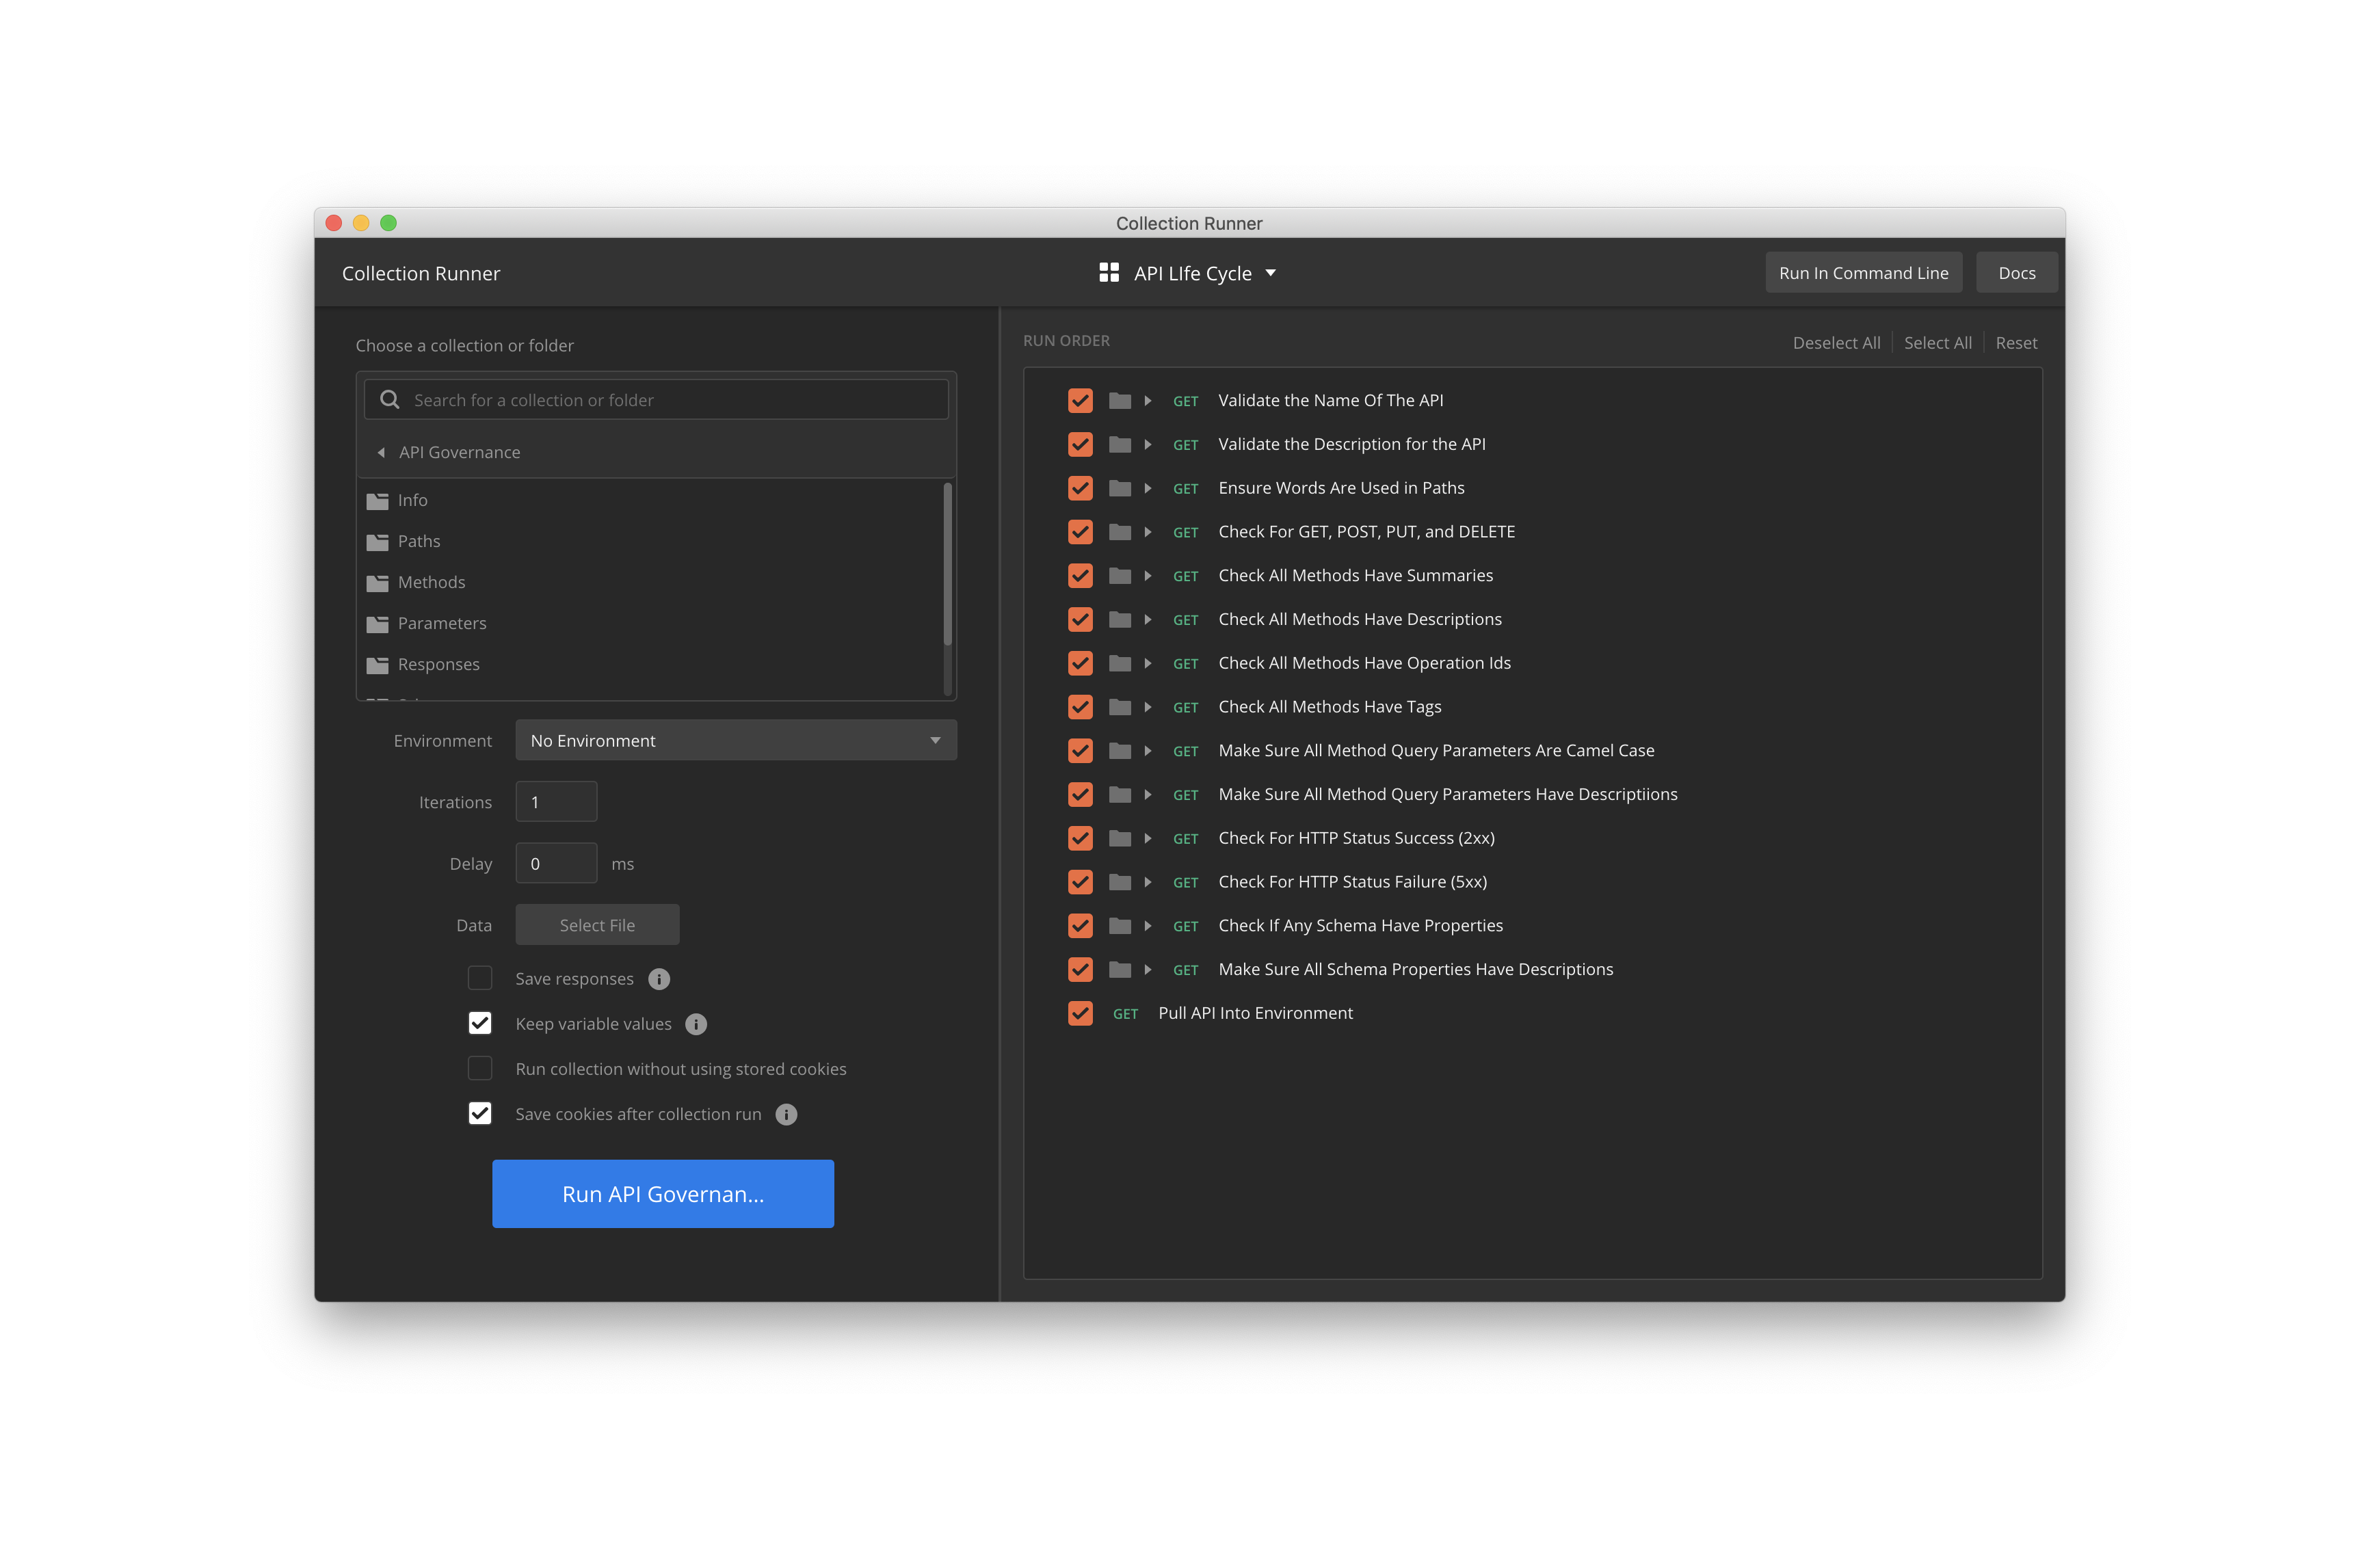 Collection Runner
Collection Runner
API LIfe Cycle
Run In Command Line
Docs
Choose a collection or folder
Search for a collection or folder
API Governance
Info
Paths
Methods
Parameters
Responses
Environment
No Environment
Iterations
1
Delay
0
ms
Data
Select File
Save responses
Keep variable values
Run collection without using stored cookies
Save cookies after collection run
Run API Governan...
RUN ORDER
Deselect All
Select All
Reset
GET Validate the Name Of The API
GET Validate the Description for the API
GET Ensure Words Are Used in Paths
GET Check For GET, POST, PUT, and DELETE
GET Check All Methods Have Summaries
GET Check All Methods Have Descriptions
GET Check All Methods Have Operation Ids
GET Check All Methods Have Tags
GET Make Sure All Method Query Parameters Are Camel Case
GET Make Sure All Method Query Parameters Have Descriptiions
GET Check For HTTP Status Success (2xx)
GET Check For HTTP Status Failure (5xx)
GET Check If Any Schema Have Properties
GET Make Sure All Schema Properties Have Descriptions
GET Pull API Into Environment